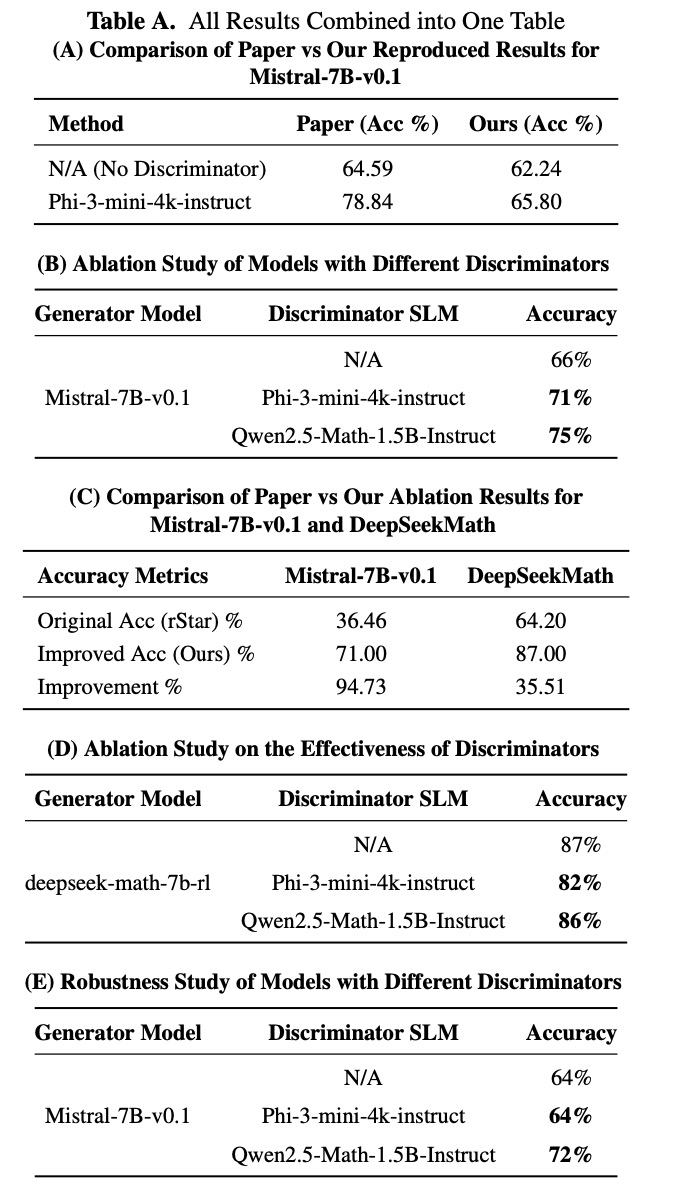 Table A. All Results Combined into One Table
(A) Comparison of Paper vs Our Reproduced Results for
Mistral-7B-v0.1
Method Paper (Acc %) Ours (Acc %)
N/A (No Discriminator) 64.59 62.24
Phi-3-mini-4k-instruct 78.84 65.80
(B) Ablation Study of Models with Different Discriminators
Generator Model Discriminator SLM Accuracy
N/A 66%
Mistral-7B-v0.1 Phi-3-mini-4k-instruct 71%
Qwen2.5-Math-1.5B-Instruct 75%
(C) Comparison of Paper vs Our Ablation Results for
Mistral-7B-v0.1 and DeepSeekMath
Accuracy Metrics Mistral-7B-v0.1 DeepSeekMath
Original Acc (rStar) % 36.46 64.20
Improved Acc (Ours) % 71.00 87.00
Improvement % 94.73 35.51
(D) Ablation Study on the Effectiveness of Discriminators
Generator Model Discriminator SLM Accuracy
N/A 87%
deepseek-math-7b-rl Phi-3-mini-4k-instruct 82%
Qwen2.5-Math-1.5B-Instruct 86%
(E) Robustness Study of Models with Different Discriminators
Generator Model Discriminator SLM Accuracy
N/A 64%
Mistral-7B-v0.1 Phi-3-mini-4k-instruct 64%
Qwen2.5-Math-1.5B-Instruct 72%